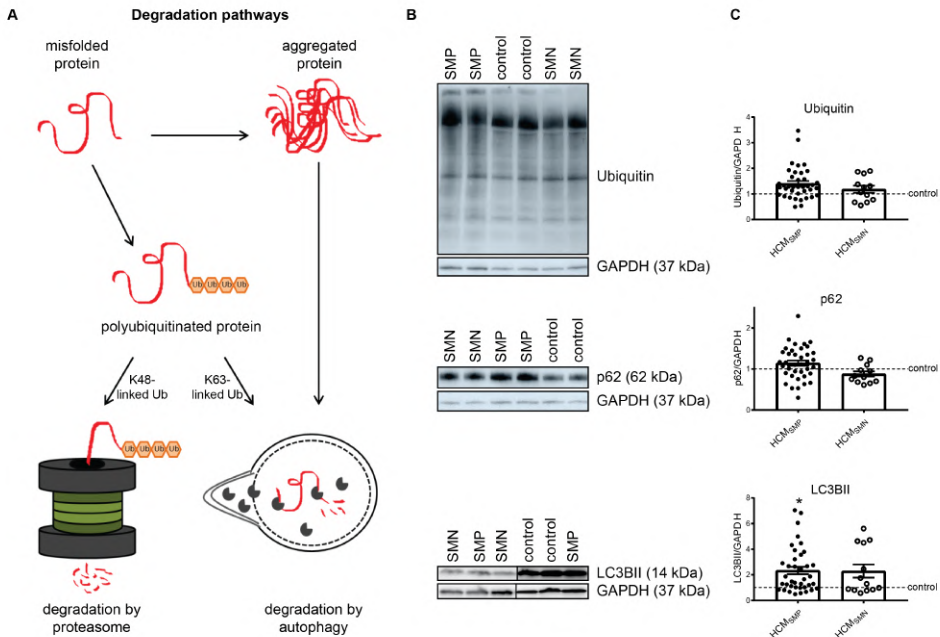 A
Degradation pathways
misfolded
protein
aggregated
protein
Ub Ub Ub Ub
polyubiquitinated protein
K48-
linked Ub
K63-
linked Ub
Ub Ub Ub Ub
degradation by
proteasome
degradation by
autophagy
B
SMP
SMP
control
control
SMN
SMN
Ubiquitin
GAPDH (37 kDa)
SMN
SMN
SMP
SMP
control
control
p62 (62 kDa)
GAPDH (37 kDa)
SMN
SMP
SMN
control
control
SMP
LC3BII (14 kDa)
GAPDH (37 kDa)
C
Ubiquitin
Ubiquitin/GAPDH
4
3
2
1
0
control
HCMSMP
HCMSMN
p62
p62/GAPDH
3
2
1
0
control
HCMSMP
HCMSMN
LC3BII
LC3BII/GAPDH
8
6
4
2
0
*
control
HCMSMP
HCMSMN